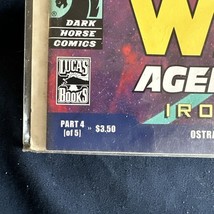 DARK
HORSE
COMICS
W
LUCAS
BOOKS
AGE
IRO
PART 4
(of 5)
$3.50
OSTRA